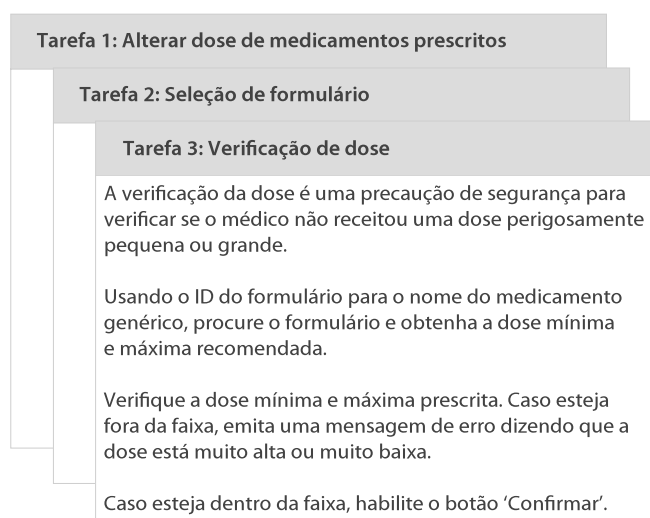 Tarefa 1: Alterar dose de medicamentos prescritos
Tarefa 2: Seleção de formulário
Tarefa 3: Verificação de dose
A verificação da dose é uma precaução de segurança para
verificar se o médico não receitou uma dose perigosamente
pequena ou grande.
Usando o ID do formulário para o nome do medicamento
genérico, procure o formulário e obtenha a dose mínima
e máxima recomendada.
Verifique a dose mínima e máxima prescrita. Caso esteja
fora da faixa, emita uma mensagem de erro dizendo que a
dose está muito alta ou muito baixa.
Caso esteja dentro da faixa, habilite o botão ‘Confirmar’.